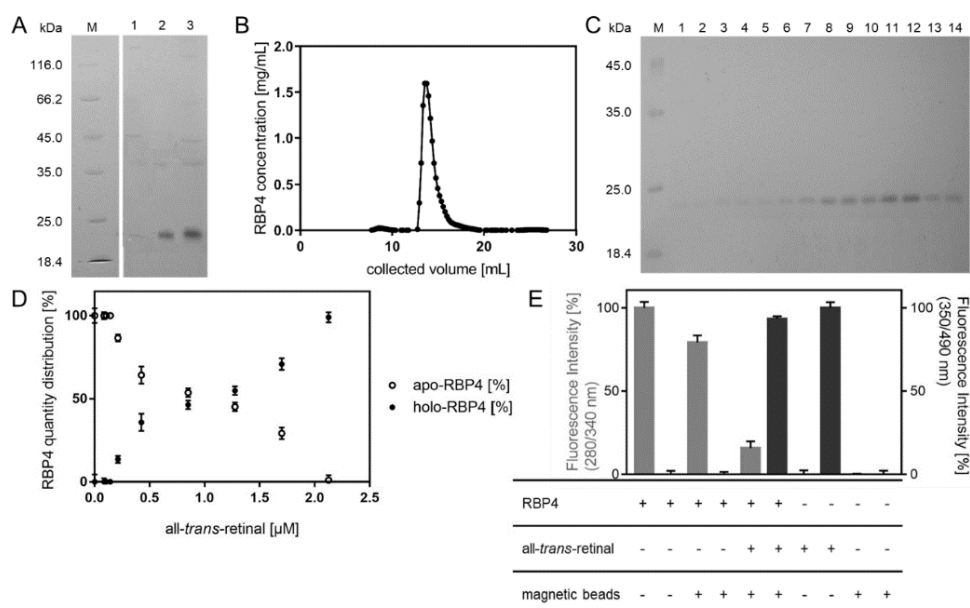 A
kDa M 1 2 3
116.0
66.2
45.0
35.0
25.0
18.4
B
RBP4 concentration [mg/mL]
2.0
1.5
1.0
0.5
0.0
0 10 20 30
collected volume [mL]
C
kDa M 1 2 3 4 5 6 7 8 9 10 11 12 13 14
45.0
35.0
25.0
18.4
D
RBP4 quantity distribution [%]
100
50
0
0.0 0.5 1.0 1.5 2.0 2.5
all-trans-retinal [µM]
apo-RBP4 [%]
holo-RBP4 [%]
E
Fluorescence Intensity [%]
(280/340 nm)
100
50
0
100
50
0
Fluorescence Intensity [%]
(350/490 nm)
RBP4 + + + + + + - - - -
all-trans-retinal - - - - + + + + - -
magnetic beads - - + + + + - - + +